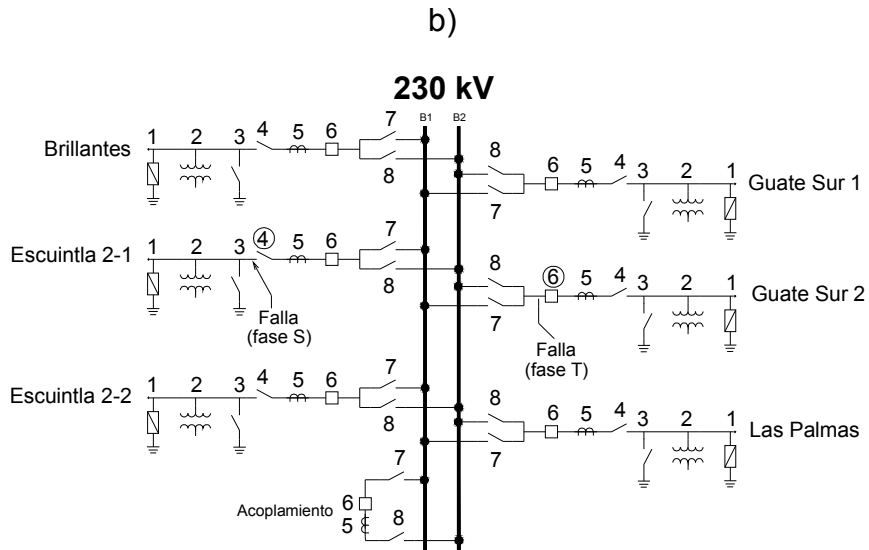 b)
230 kV
B1 B2
7
1 2 3 4 5 6
Brillantes
8
8
6 5 4 3 2 1
Guate Sur 1
7
7
Escuintla 2-1
1 2 3 4 5 6
8
8
6 5 4 3 2 1
Guate Sur 2
7
Falla
(fase S)
Falla
(fase T)
7
Escuintla 2-2
1 2 3 4 5 6
8
8
6 5 4 3 2 1
Las Palmas
7
7
6
Acoplamiento
5
8